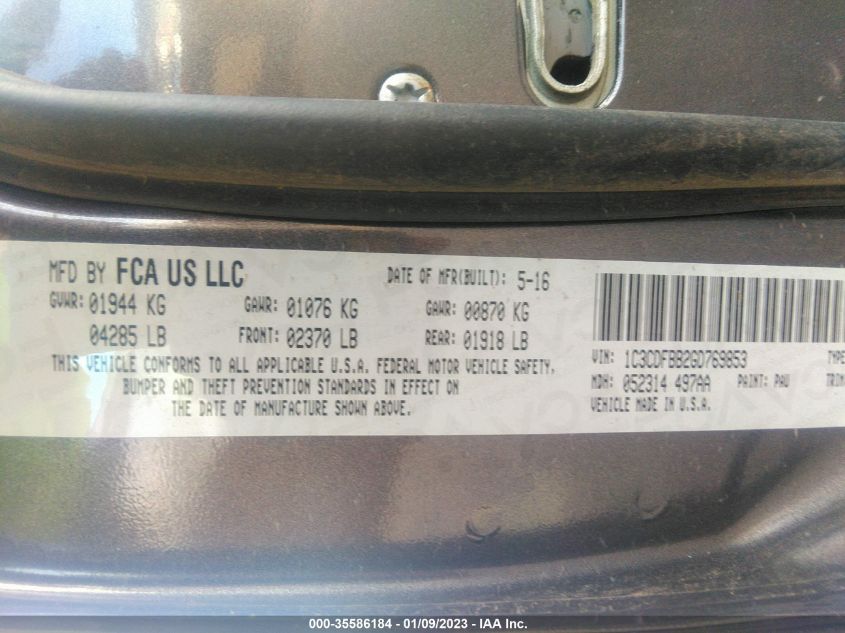 MFD BY FCA US LLC
DATE OF MFR(BUILT): 5-16
GVWR: 01944 KG GAWR: 01076 KG GAWR: 00870 KG
04285 LB FRONT: 02370 LB REAR: 01918 LB
THIS VEHICLE CONFORMS TO ALL APPLICABLE U.S.A. FEDERAL MOTOR VEHICLE SAFETY,
BUMPER AND THEFT PREVENTION STANDARDS IN EFFECT ON
THE DATE OF MANUFACTURE SHOWN ABOVE.
VIN: 1C3CDFBB2GD769853 TYPE
MDH: 052314 497AA PAINT: PAU TRIM
VEHICLE MADE IN U.S.A.
000-35586184 - 01/09/2023 - IAA Inc.